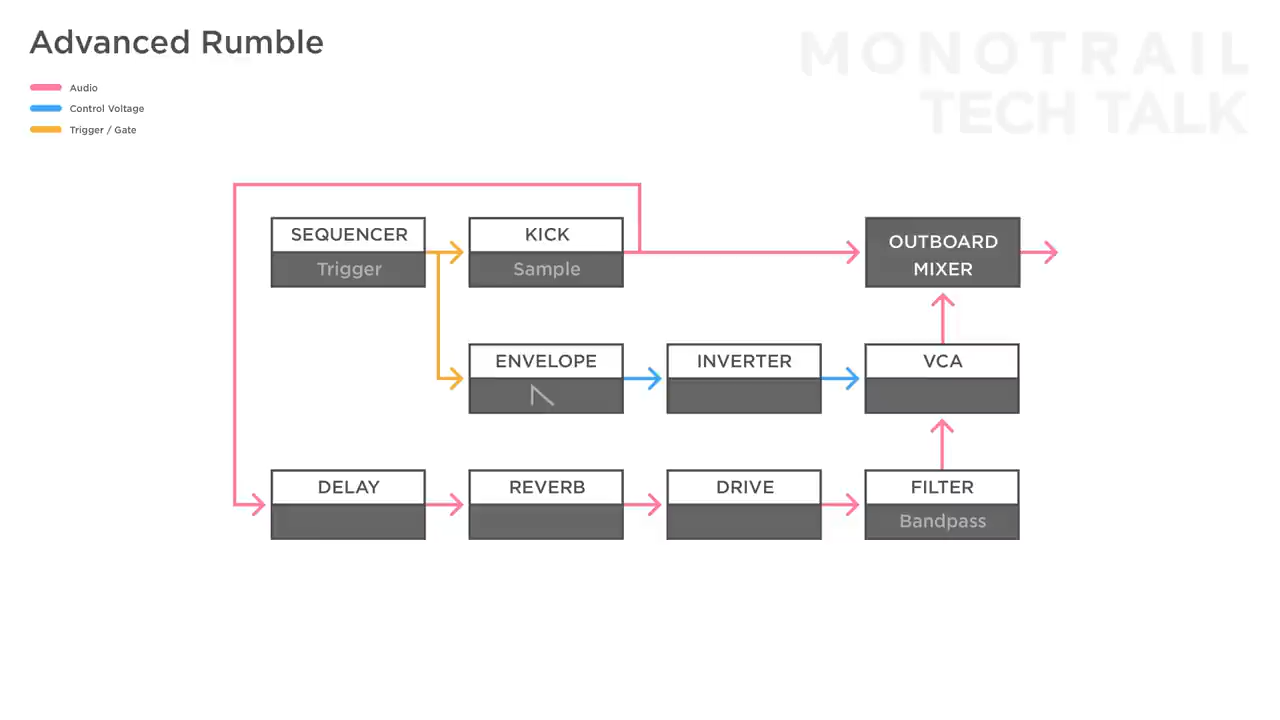 Advanced Rumble
MONOTRAIL
TECH TALK
Audio
Control Voltage
Trigger / Gate
SEQUENCER
Trigger
KICK
Sample
OUTBOARD
MIXER
ENVELOPE
INVERTER
VCA
DELAY
REVERB
DRIVE
FILTER
Bandpass